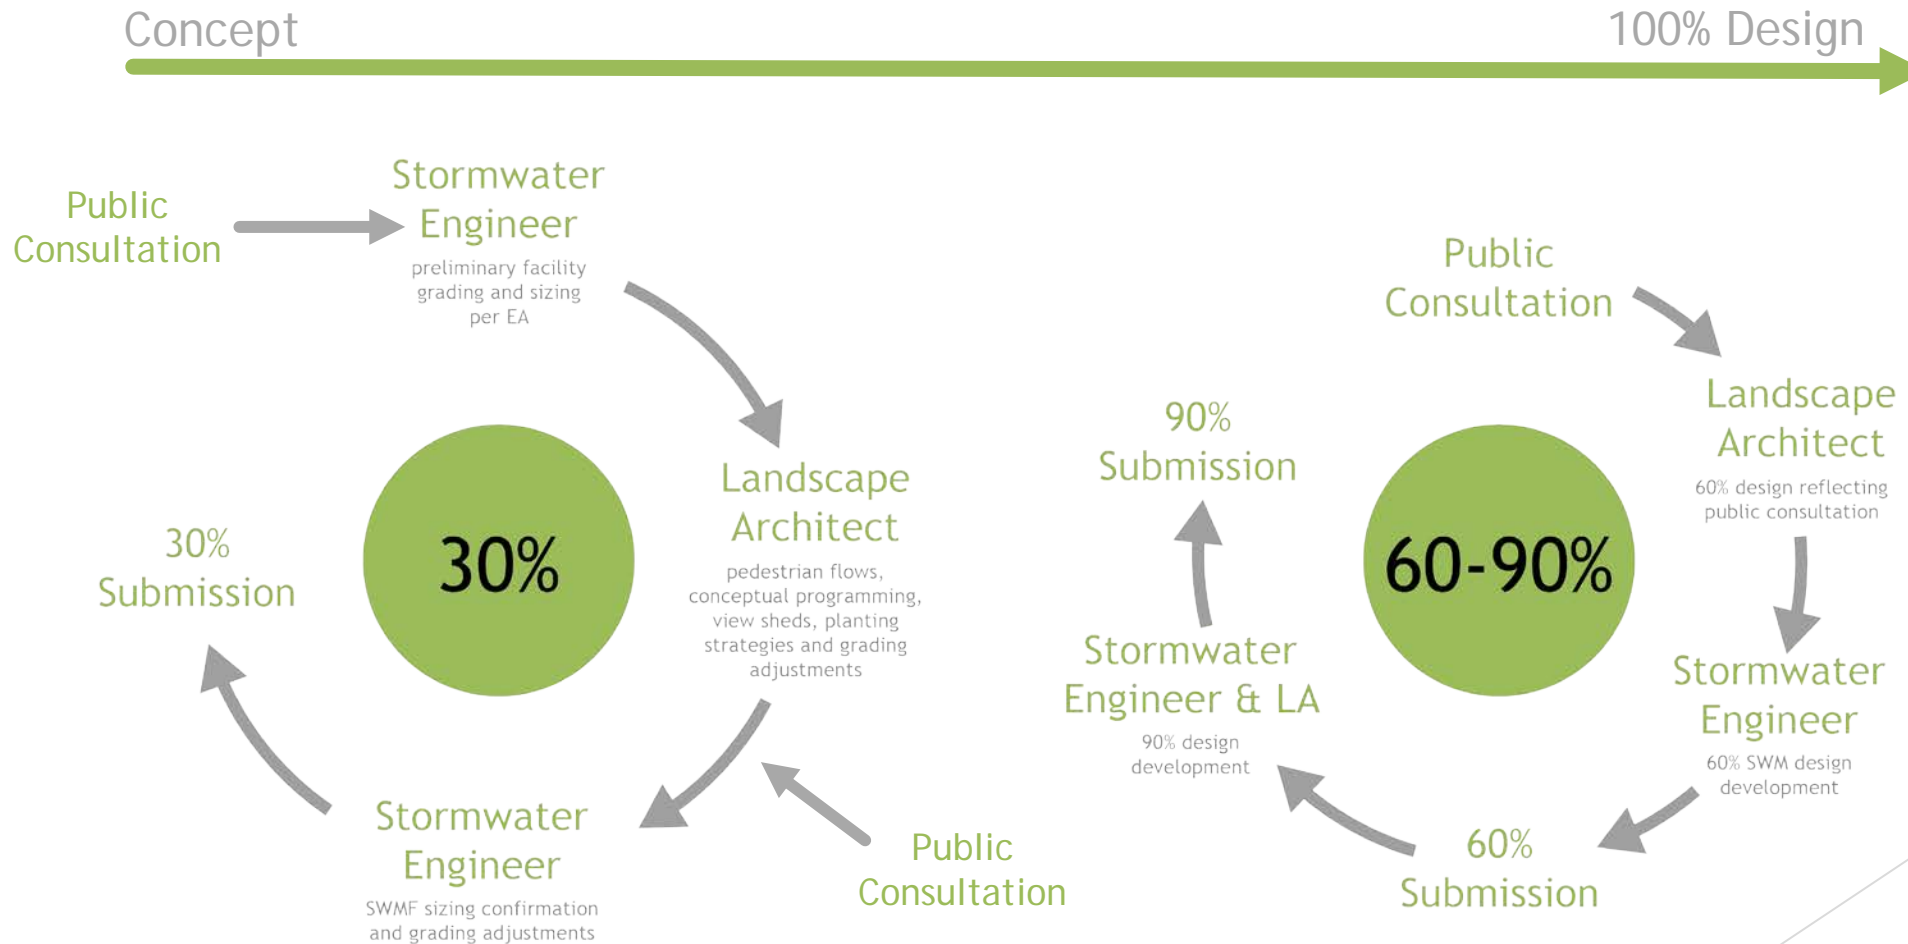 Concept
100% Design
Public
Consultation
Stormwater
Engineer
preliminary facility
grading and sizing
per EA
Landscape
Architect
pedestrian flows,
conceptual programming,
view sheds, planting
strategies and grading
adjustments
Public
Consultation
Stormwater
Engineer
SWMF sizing confirmation
and grading adjustments
30%
Submission
30%
Public
Consultation
Landscape
Architect
60% design reflecting
public consultation
Stormwater
Engineer
60% SWM design
development
60%
Submission
Stormwater
Engineer & LA
90% design
development
90%
Submission
60-90%